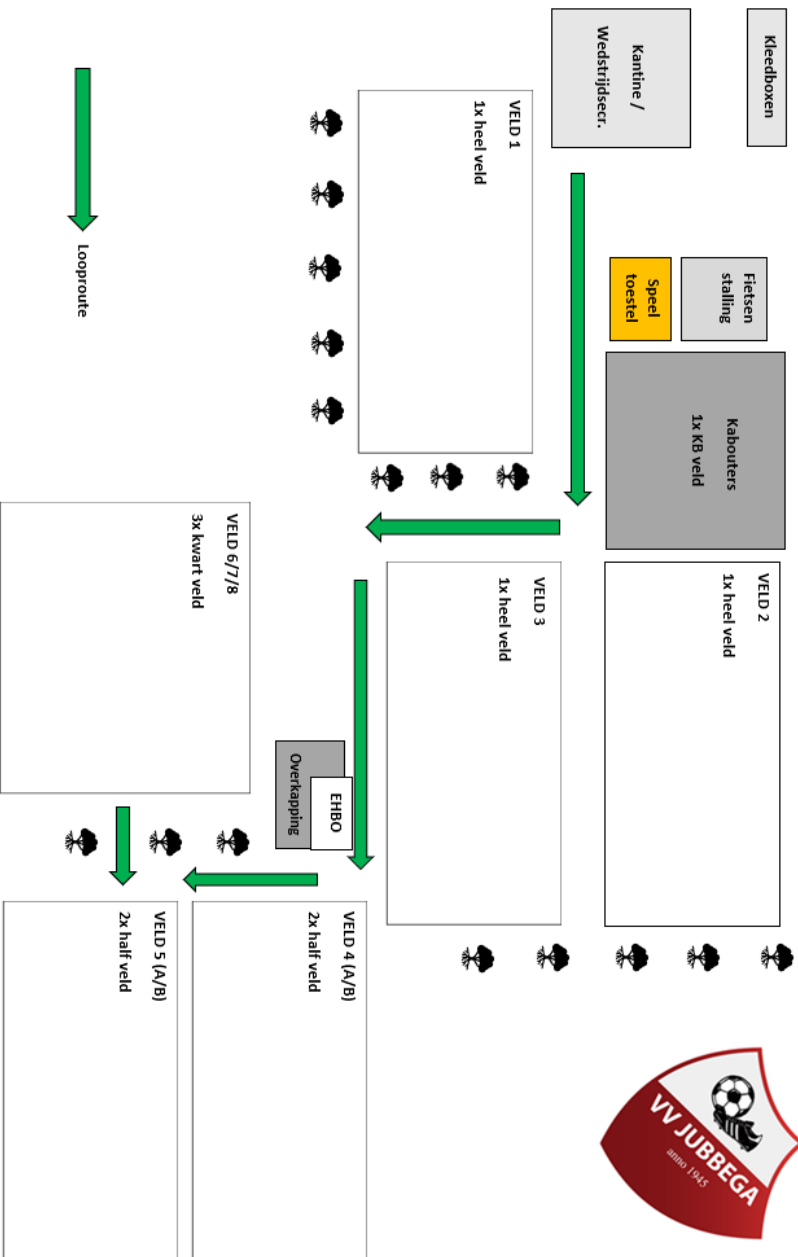 Kleedboxen
Kantine /
Wedstrijdsecr.
Fietsen
stalling
Speel
toestel
Kabouters
1x KB veld
VELD 2
1x heel veld
VV JUBBEGA
anno 1945
VELD 1
1x heel veld
VELD 3
1x heel veld
EHBO
Overkapping
VELD 4 (A/B)
2x half veld
VELD 6/7/8
3x kwart veld
VELD 5 (A/B)
2x half veld
Looproute